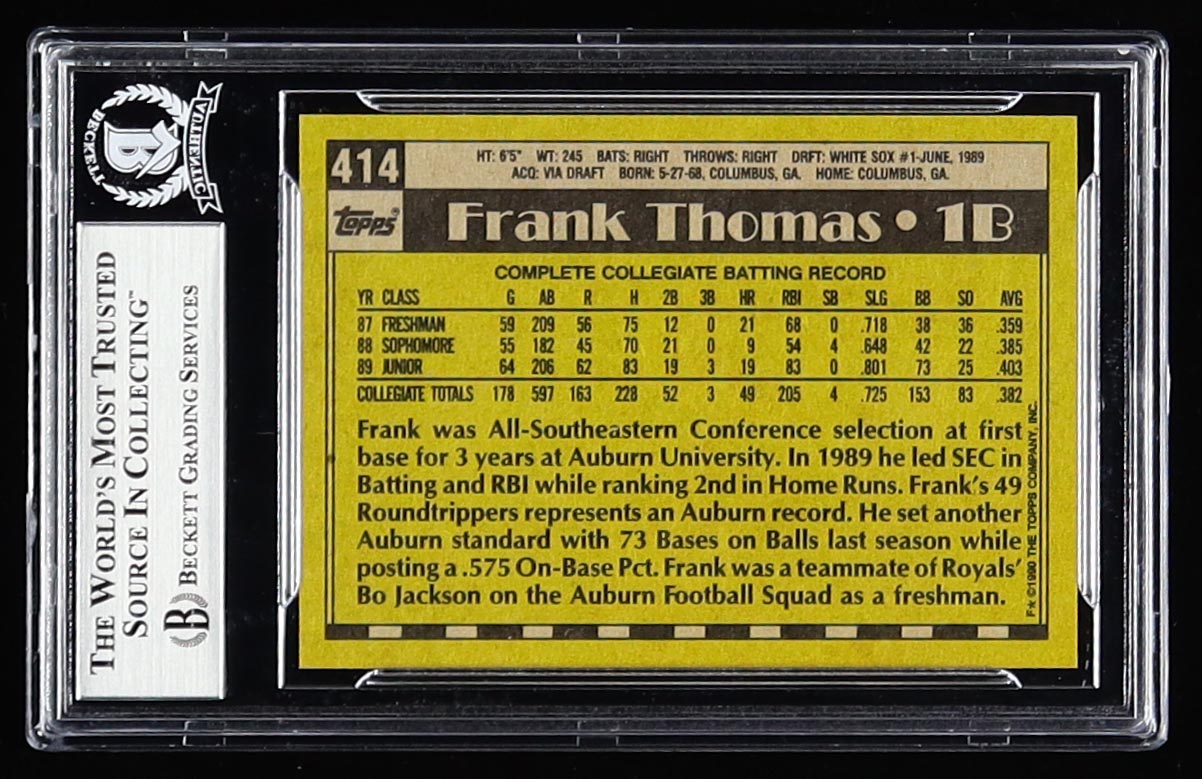 BECKETT
AUTHENTIC
THE WORLD'S MOST TRUSTED
SOURCE IN COLLECTING™
BECKETT GRADING SERVICES
414
HT: 6'5" WT: 245 BATS: RIGHT THROWS: RIGHT DRFT: WHITE SOX #1-JUNE, 1989
ACQ: VIA DRAFT BORN: 5-27-68, COLUMBUS, GA. HOME: COLUMBUS, GA.
Topps®
Frank Thomas • 1B
COMPLETE COLLEGIATE BATTING RECORD
YR CLASS G AB R H 2B 3B HR RBI SB SLG BB SO AVG
87 FRESHMAN 59 209 56 75 12 0 21 68 0 .718 38 36 .359
88 SOPHOMORE 55 182 45 70 21 0 9 54 4 .648 42 22 .385
89 JUNIOR 64 206 62 83 19 3 19 83 0 .801 73 25 .403
COLLEGIATE TOTALS 178 597 163 228 52 3 49 205 4 .725 153 83 .382
Frank was All-Southeastern Conference selection at first
base for 3 years at Auburn University. In 1989 he led SEC in
Batting and RBI while ranking 2nd in Home Runs. Frank's 49
Roundtrippers represents an Auburn record. He set another
Auburn standard with 73 Bases on Balls last season while
posting a .575 On-Base Pct. Frank was a teammate of Royals'
Bo Jackson on the Auburn Football Squad as a freshman.
F★ ©1990 THE TOPPS COMPANY, INC.